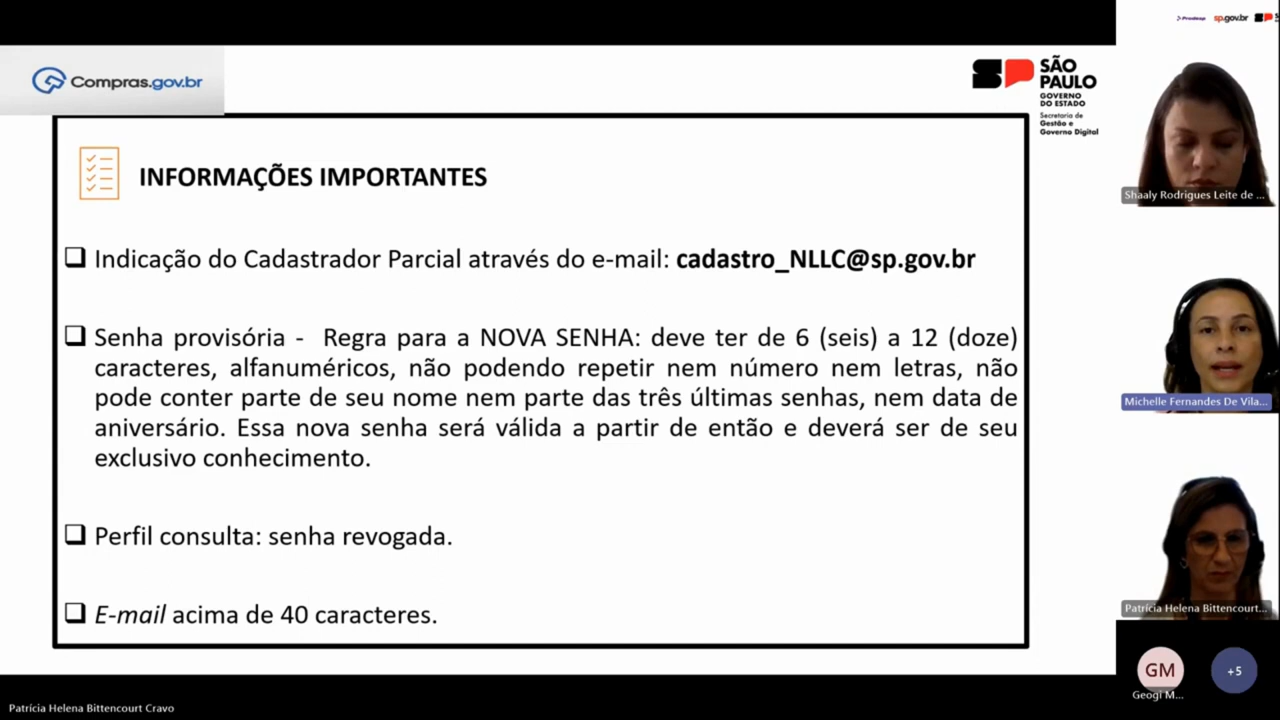 Prodesp
sp.gov.br
Compras.gov.br
SÃO
PAULO
GOVERNO
DO ESTADO
Secretaria de
Gestão e
Governo Digital
INFORMAÇÕES IMPORTANTES
❑ Indicação do Cadastrador Parcial através do e-mail: cadastro_NLLC@sp.gov.br
❑ Senha provisória - Regra para a NOVA SENHA: deve ter de 6 (seis) a 12 (doze)
caracteres, alfanuméricos, não podendo repetir nem número nem letras, não
pode conter parte de seu nome nem parte das três últimas senhas, nem data de
aniversário. Essa nova senha será válida a partir de então e deverá ser de seu
exclusivo conhecimento.
❑ Perfil consulta: senha revogada.
❑ E-mail acima de 40 caracteres.
Shaaly Rodrigues Leite de ...
Michelle Fernandes De Vila...
Patrícia Helena Bittencourt...
GM
+5
Geogi M...
Patrícia Helena Bittencourt Cravo